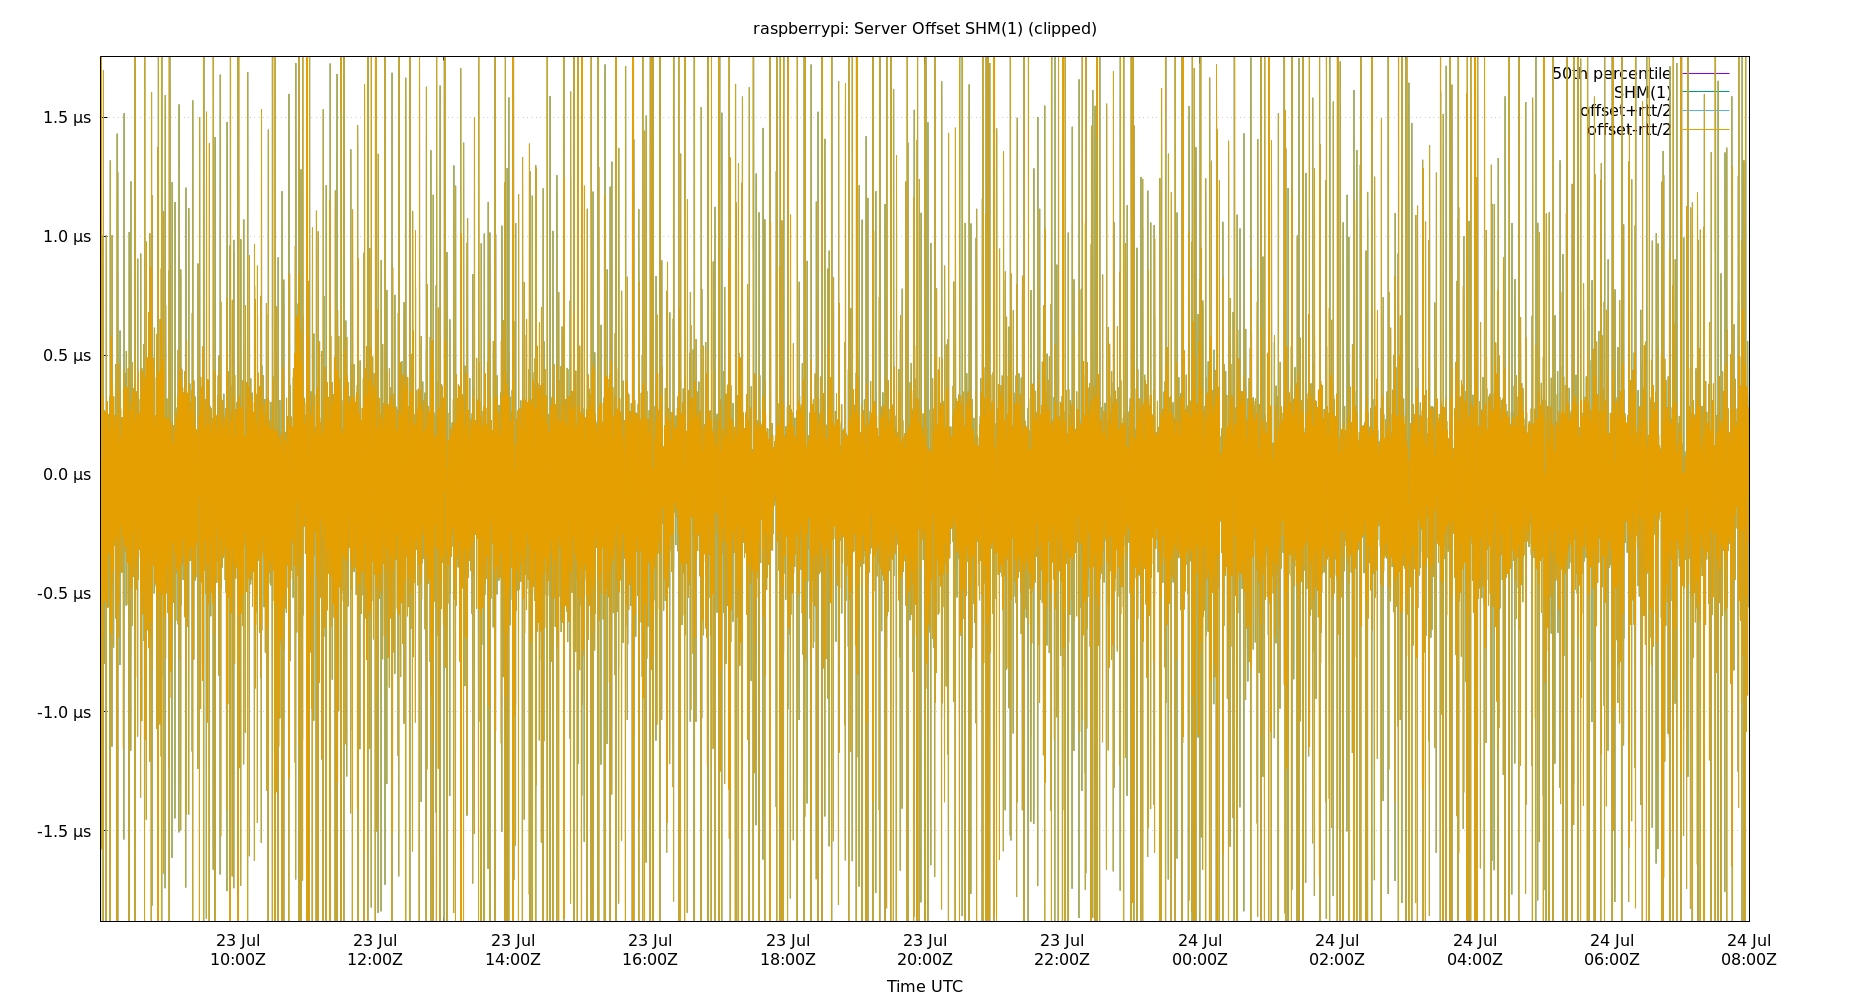 raspberrypi: Server Offset SHM(1) (clipped)
50th percentile
SHM(1)
offset+rtt/2
offset-rtt/2
1.5 µs
1.0 µs
0.5 µs
0.0 µs
-0.5 µs
-1.0 µs
-1.5 µs
23 Jul 23 Jul 23 Jul 23 Jul 23 Jul 23 Jul 23 Jul 24 Jul 24 Jul 24 Jul 24 Jul 24 Jul
10:00Z 12:00Z 14:00Z 16:00Z 18:00Z 20:00Z 22:00Z 00:00Z 02:00Z 04:00Z 06:00Z 08:00Z
Time UTC